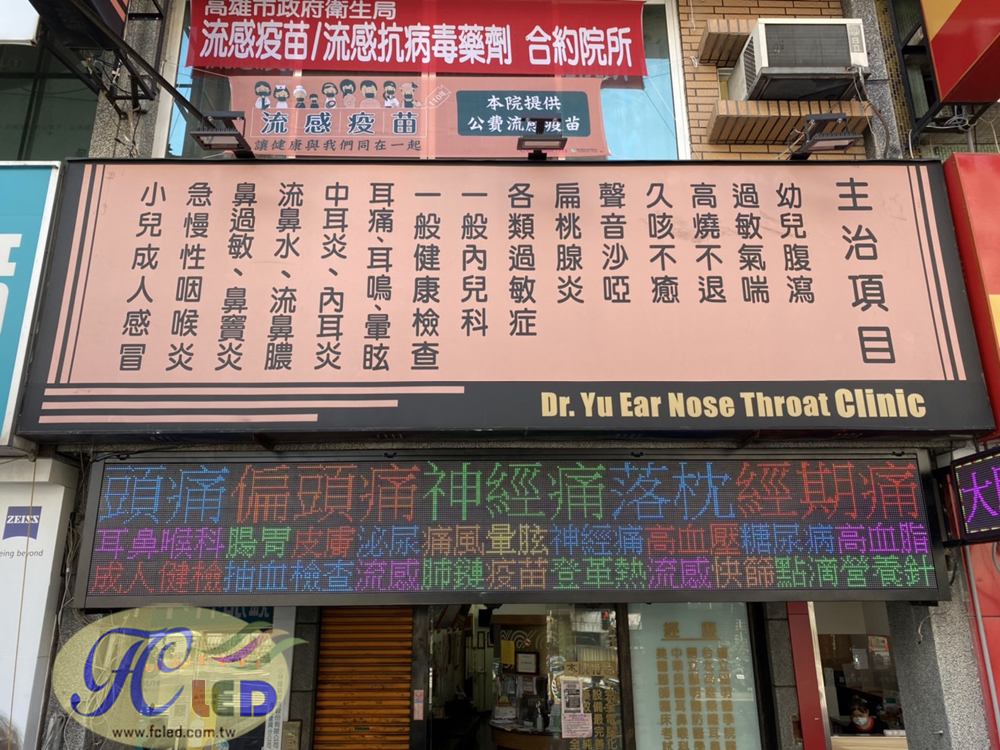 高雄市政府衛生局
流感疫苗/流感抗病毒藥劑 合約院所
流感疫苗
讓健康與我們同在一起
本院提供
公費流感疫苗
主治項目
幼兒腹瀉
過敏氣喘
高燒不退
久咳不癒
聲音沙啞
扁桃腺炎
各類過敏症
一般內兒科
一般健康檢查
耳痛、耳鳴、暈眩
中耳炎、內耳炎
流鼻水、流鼻膿
鼻過敏、鼻竇炎
急慢性咽喉炎
小兒成人感冒
Dr. Yu Ear Nose Throat Clinic
頭痛偏頭痛神經痛落枕經期痛
耳鼻喉科腸胃皮膚泌尿痛風暈眩神經痛高血壓糖尿病高血脂
成人健檢抽血檢查流感肺鏈疫苗登革熱流感快篩點滴營養針
ZEISS
eing beyond
大
FC LED
www.fcled.com.tw